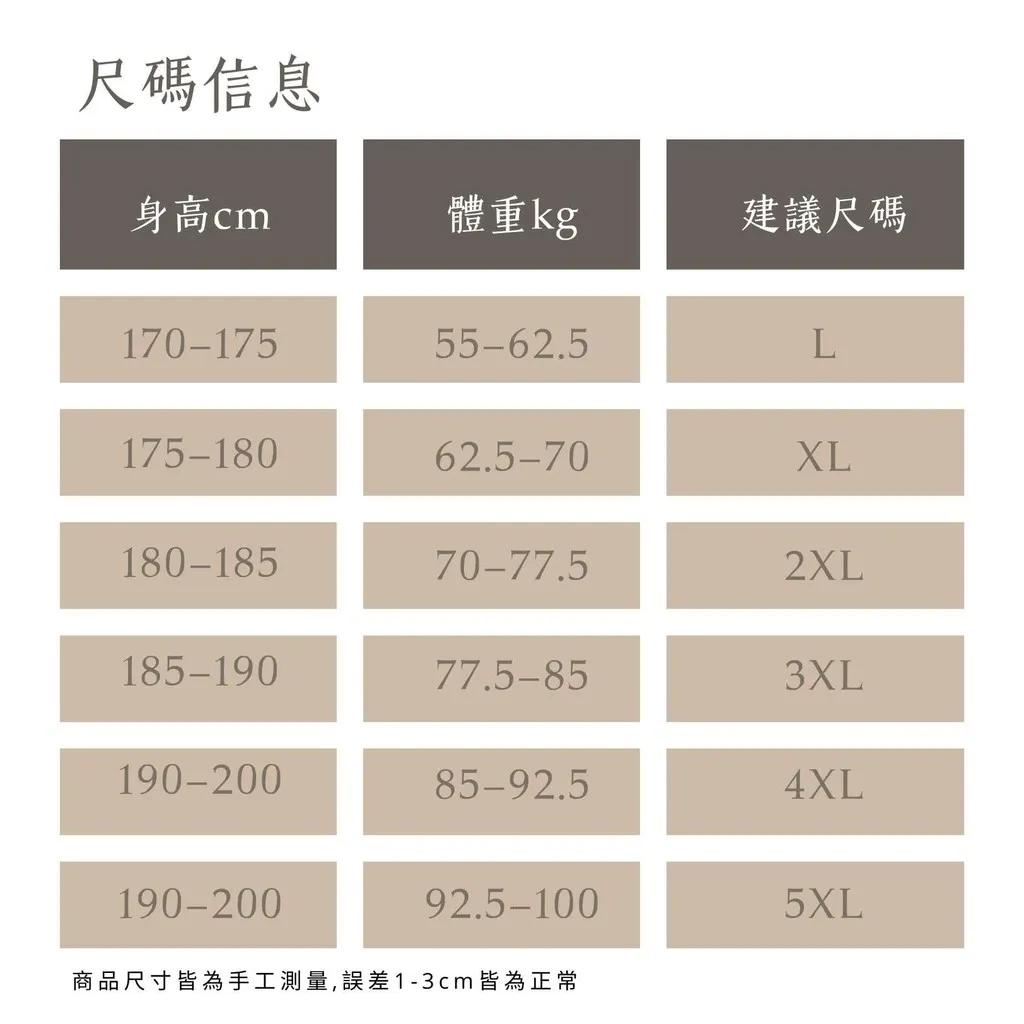 尺碼信息
身高cm 體重kg 建議尺碼
170–175 55–62.5 L
175–180 62.5–70 XL
180–185 70–77.5 2XL
185–190 77.5–85 3XL
190–200 85–92.5 4XL
190–200 92.5–100 5XL
商品尺寸皆為手工測量,誤差1-3cm皆為正常